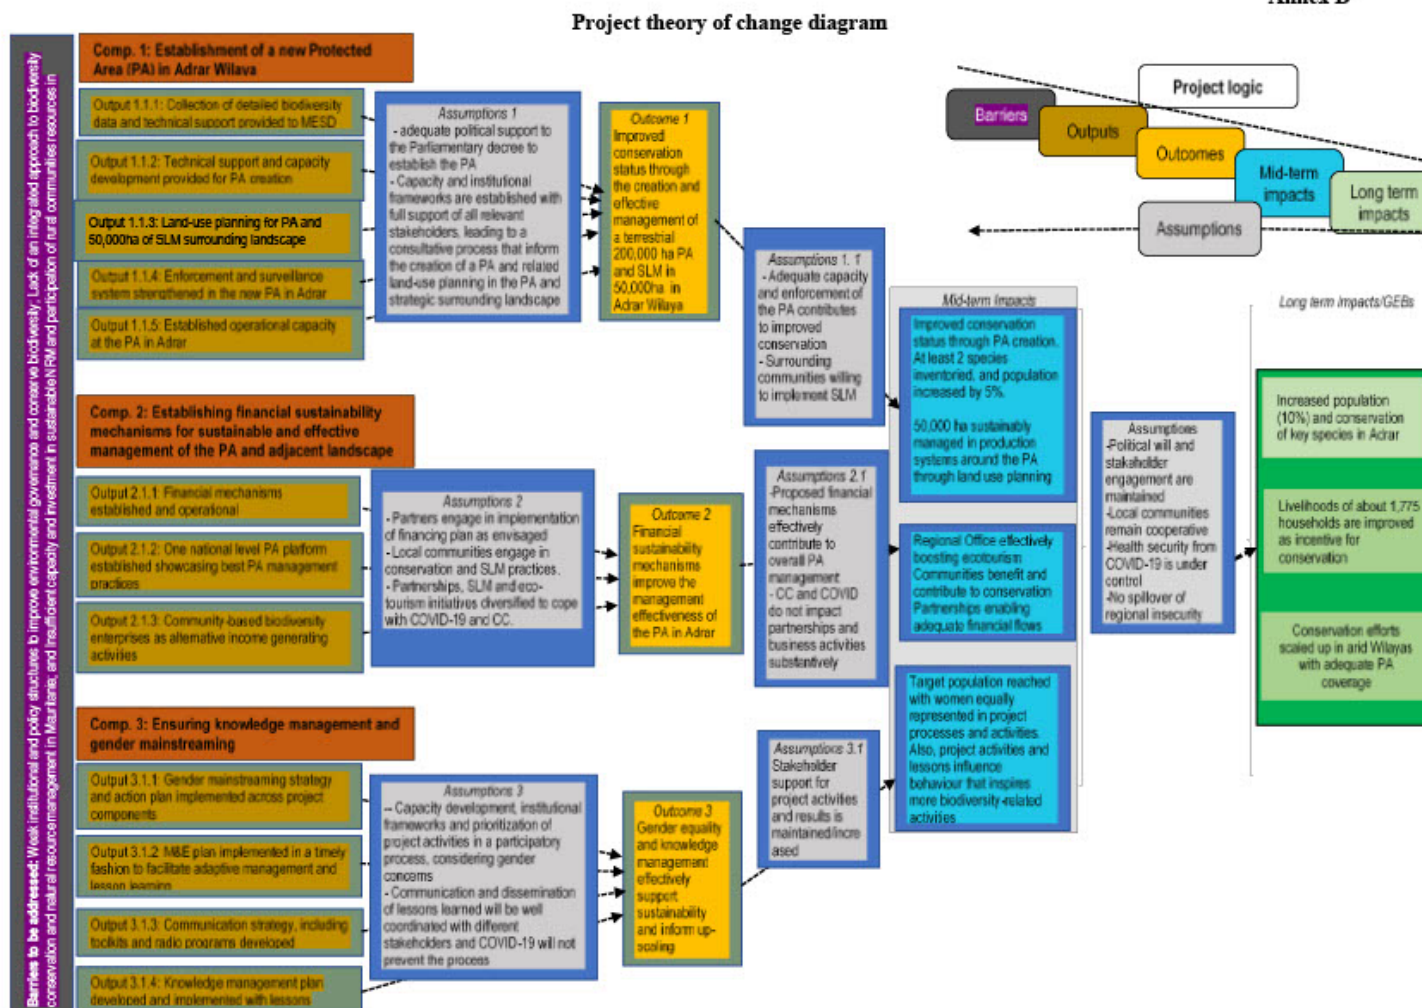 Annex D
Project theory of change diagram
Barriers to be addressed: Weak institutional and policy structures to improve environmental governance and conserve biodiversity; Lack of an integrated approach to biodiversity
conservation and natural resource management in Mauritania; and Insufficient capacity and investment in sustainable NRM and participation of rural communities resources in
Comp. 1: Establishment of a new Protected
Area (PA) in Adrar Wilaya
Output 1.1.1: Collection of detailed biodiversity
data and technical support provided to MESD
Output 1.1.2: Technical support and capacity
development provided for PA creation
Output 1.1.3: Land-use planning for PA and
50,000ha of SLM surrounding landscape
Output 1.1.4: Enforcement and surveillance
system strengthened in the new PA in Adrar
Output 1.1.5: Established operational capacity
at the PA in Adrar
Assumptions 1
- adequate political support to
the Parliamentary decree to
establish the PA
- Capacity and institutional
frameworks are established with
full support of all relevant
stakeholders, leading to a
consultative process that inform
the creation of a PA and related
land-use planning in the PA and
strategic surrounding landscape
Outcome 1
Improved
conservation
status through
the creation and
effective
management of
a terrestrial
200,000 ha PA
and SLM in
50,000ha. in
Adrar Wilaya
Assumptions 1. 1
- Adequate capacity
and enforcement of
the PA contributes
to improved
conservation
- Surrounding
communities willing
to implement SLM
Project logic
Barriers
Outputs
Outcomes
Mid-term
impacts
Long term
impacts
Assumptions
Mid-term Impacts
Improved conservation
status through PA creation.
At least 2 species
inventoried, and population
increased by 5%.
50,000 ha sustainably
managed in production
systems around the PA
through land use planning
Long term Impacts/GEBs
Comp. 2: Establishing financial sustainability
mechanisms for sustainable and effective
management of the PA and adjacent landscape
Output 2.1.1: Financial mechanisms
established and operational
Output 2.1.2: One national level PA platform
established showcasing best PA management
practices
Output 2.1.3: Community-based biodiversity
enterprises as alternative income generating
activities
Assumptions 2
- Partners engage in implementation
of financing plan as envisaged
- Local communities engage in
conservation and SLM practices.
- Partnerships, SLM and eco-
tourism initiatives diversified to cope
with COVID-19 and CC.
Outcome 2
Financial
sustainability
mechanisms
improve the
management
effectiveness of
the PA in Adrar
Assumptions 2.1
-Proposed financial
mechanisms
effectively
contribute to
overall PA
management
- CC and COVID
do not impact
partnerships and
business activities
substantively
Regional Office effectively
boosting ecotourism
Communities benefit and
contribute to conservation
Partnerships enabling
adequate financial flows
Assumptions
-Political will and
stakeholder
engagement are
maintained
-Local communities
remain cooperative
-Health security from
COVID-19 is under
control
-No spillover of
regional insecurity
Increased population
(10%) and conservation
of key species in Adrar
Livelihoods of about 1,775
households are improved
as incentive for
conservation
Conservation efforts
scaled up in arid Wilayas
with adequate PA
coverage
Comp. 3: Ensuring knowledge management and
gender mainstreaming
Output 3.1.1: Gender mainstreaming strategy
and action plan implemented across project
components
Output 3.1.2 M&E plan implemented in a timely
fashion to facilitate adaptive management and
lesson learning
Output 3.1.3: Communication strategy, including
toolkits and radio programs developed
Output 3.1.4: Knowledge management plan
developed and implemented with lessons
Assumptions 3
-- Capacity development, institutional
frameworks and prioritization of
project activities in a participatory
process, considering gender
concerns
- Communication and dissemination
of lessons learned will be well
coordinated with different
stakeholders and COVID-19 will not
prevent the process
Outcome 3
Gender equality
and knowledge
management
effectively
support
sustainability
and inform up-
scaling
Assumptions 3.1
Stakeholder
support for
project activities
and results is
maintained/incre
ased
Target population reached
with women equally
represented in project
processes and activities.
Also, project activities and
lessons influence
behaviour that inspires
more biodiversity-related
activities